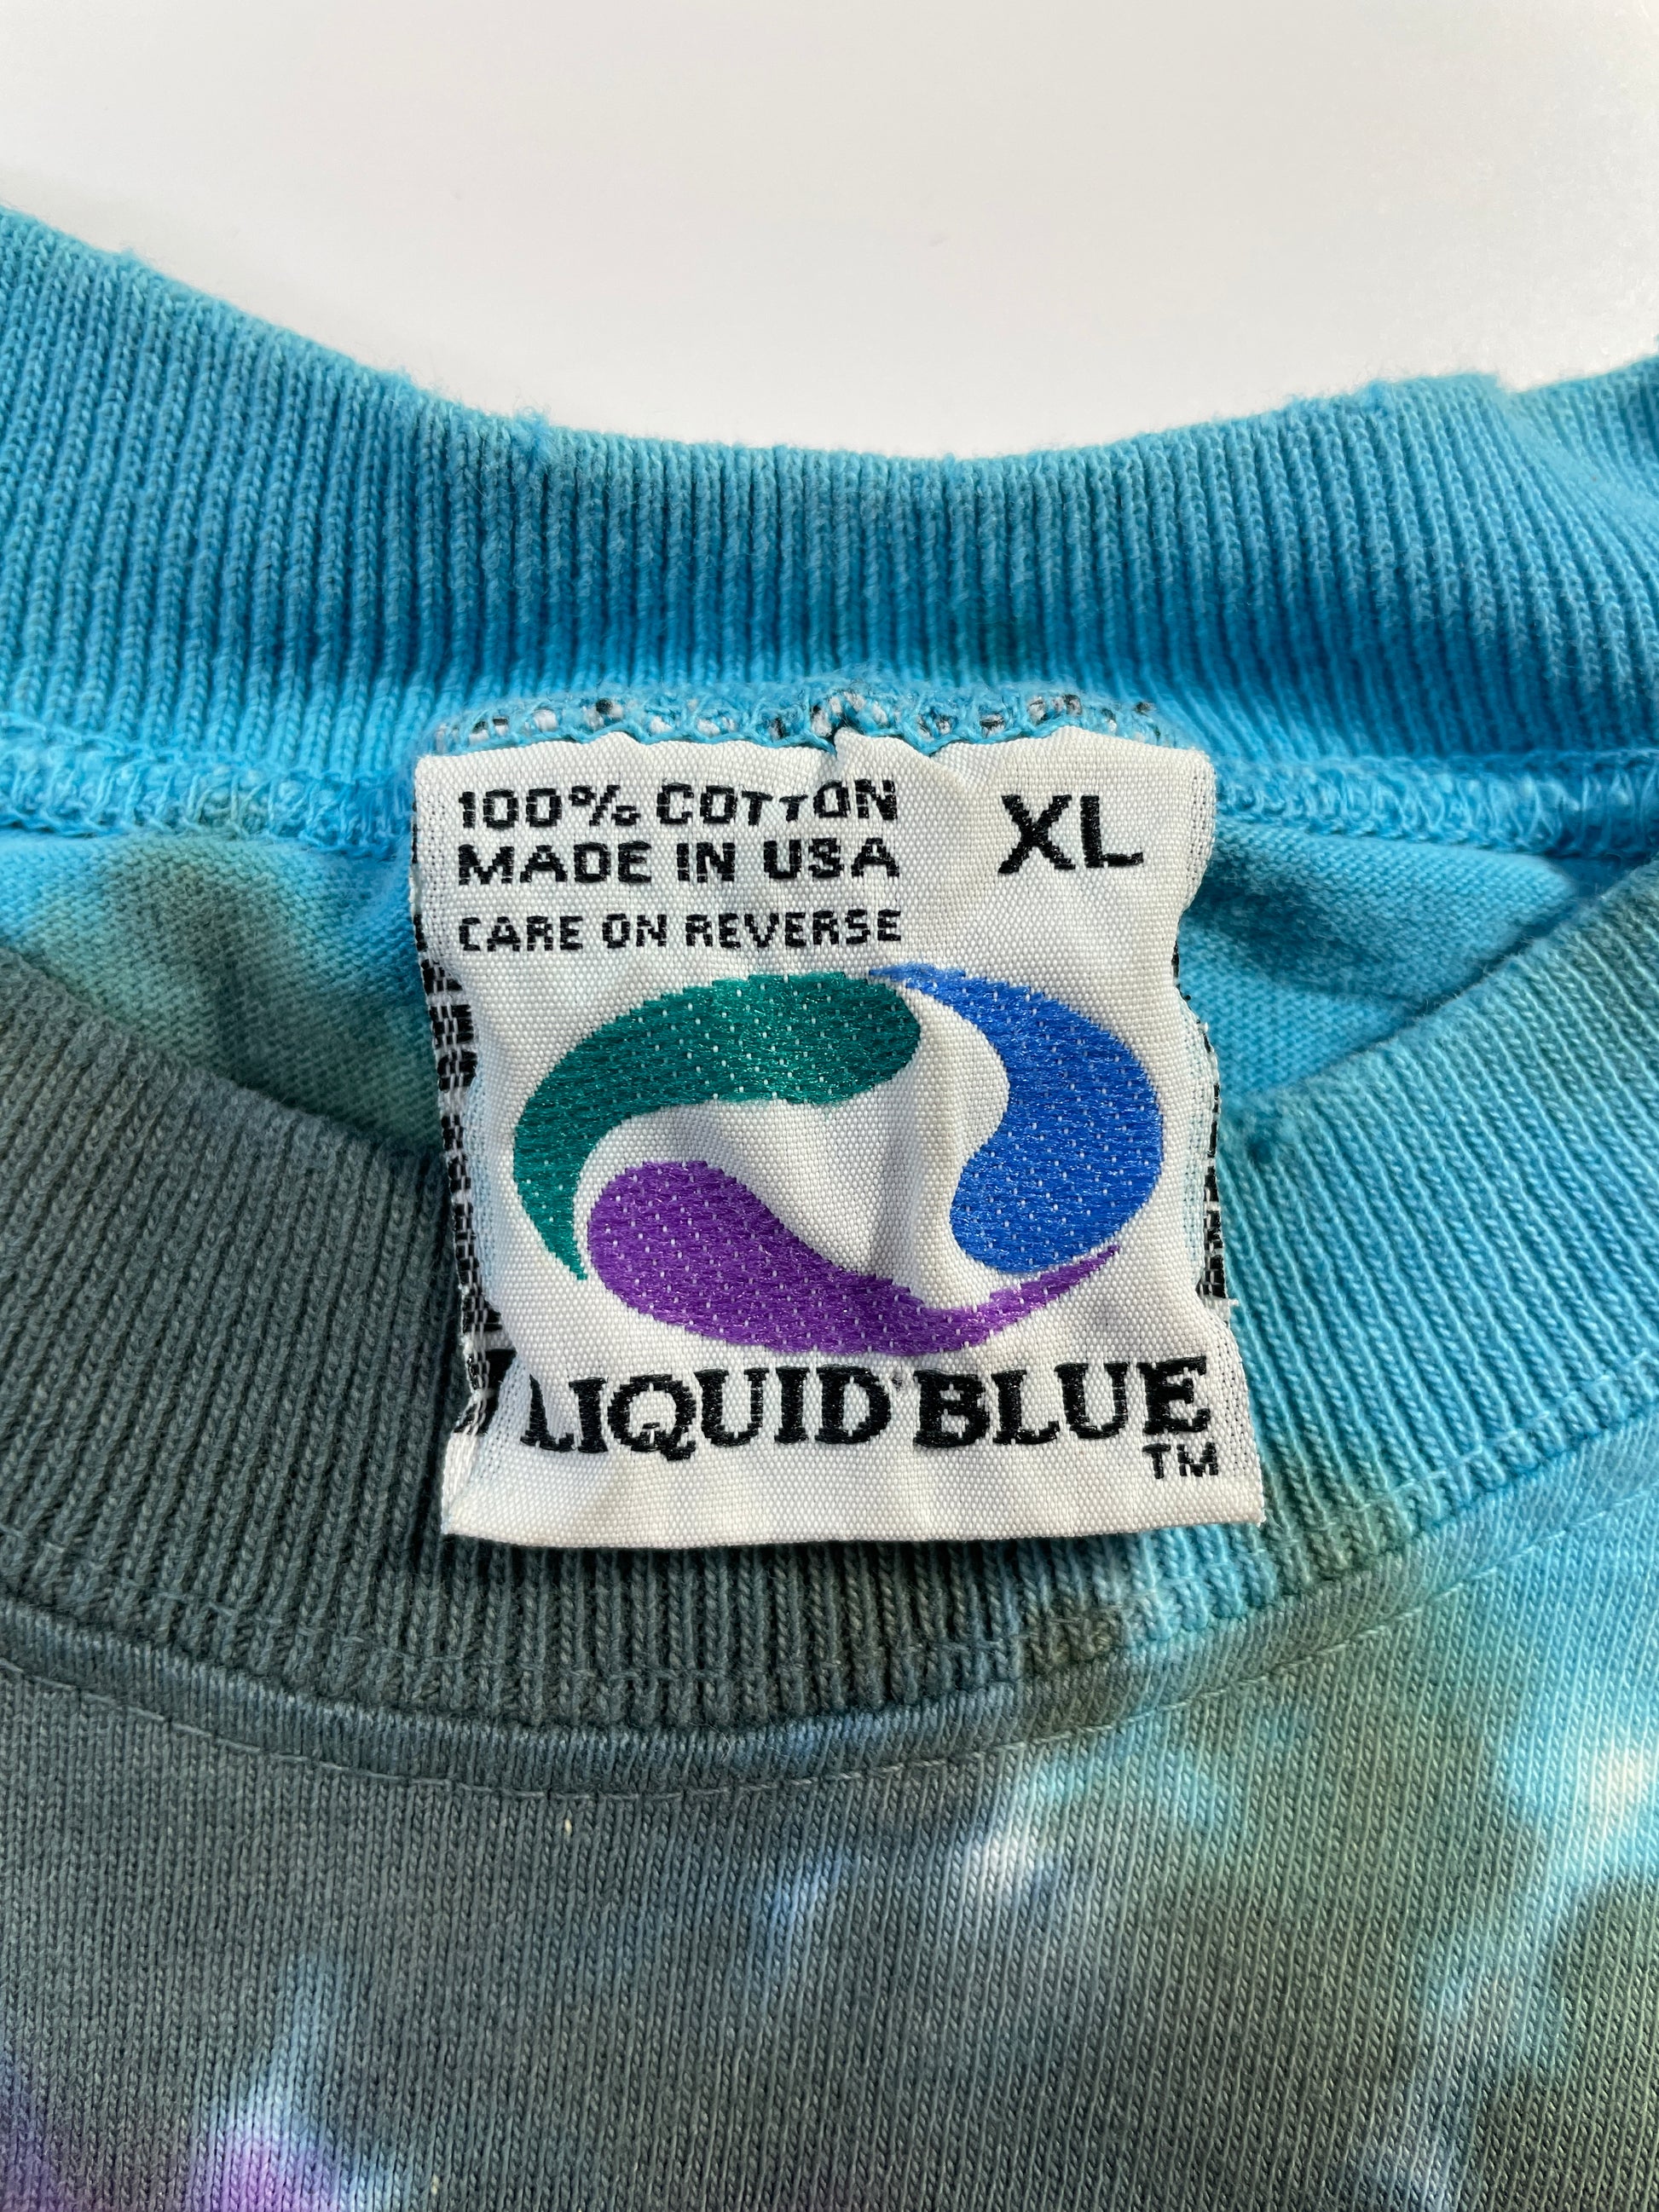 100% COTTON XL
MADE IN USA
CARE ON REVERSE
LIQUID BLUE
TM